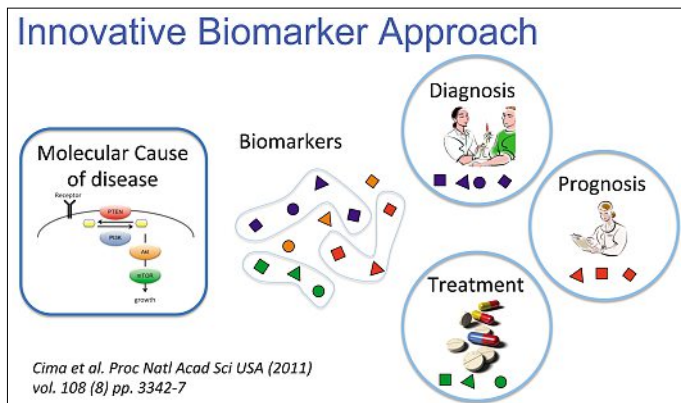 Innovative Biomarker Approach
Molecular Cause
of disease
Receptor
PTEN
PI3K
Akt
mTOR
growth
Biomarkers
Diagnosis
Prognosis
Treatment
Cima et al. Proc Natl Acad Sci USA (2011)
vol. 108 (8) pp. 3342-7